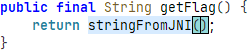 public final String getFlag() {
    return stringFromJNI();
}